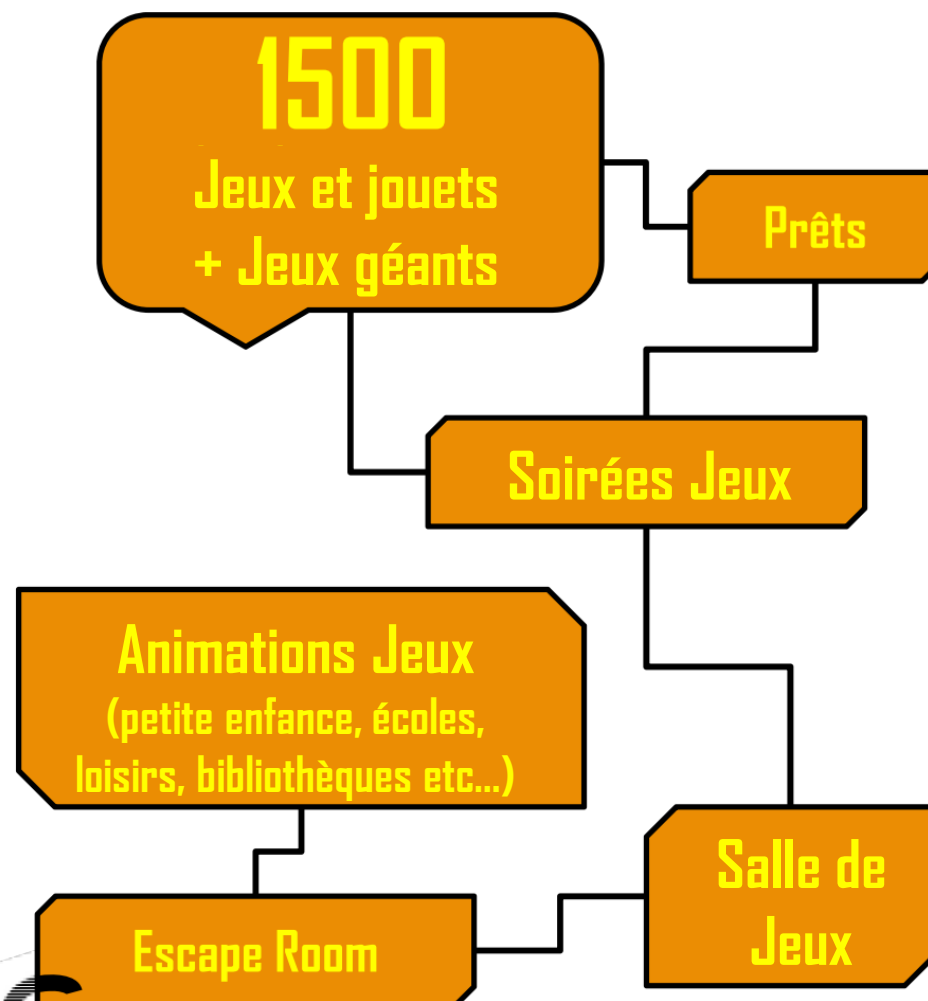 1500
Jeux et jouets
+ Jeux géants
Prêts
Soirées Jeux
Animations Jeux
(petite enfance, écoles,
loisirs, bibliothèques etc...)
Salle de
Jeux
Escape Room